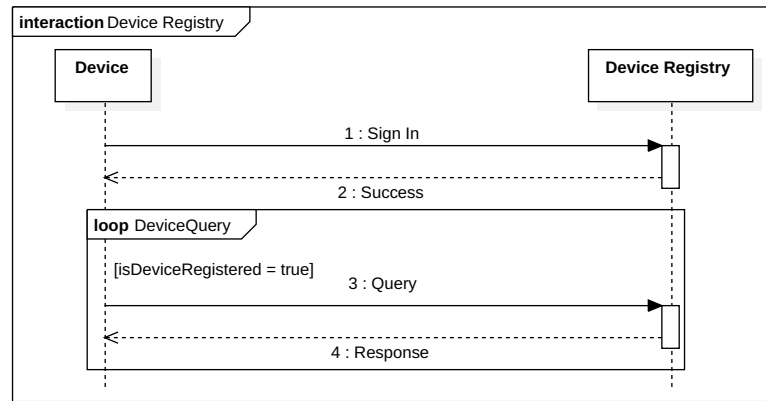 interaction Device Registry
Device
Device Registry
1 : Sign In
2 : Success
loop DeviceQuery
[isDeviceRegistered = true]
3 : Query
4 : Response